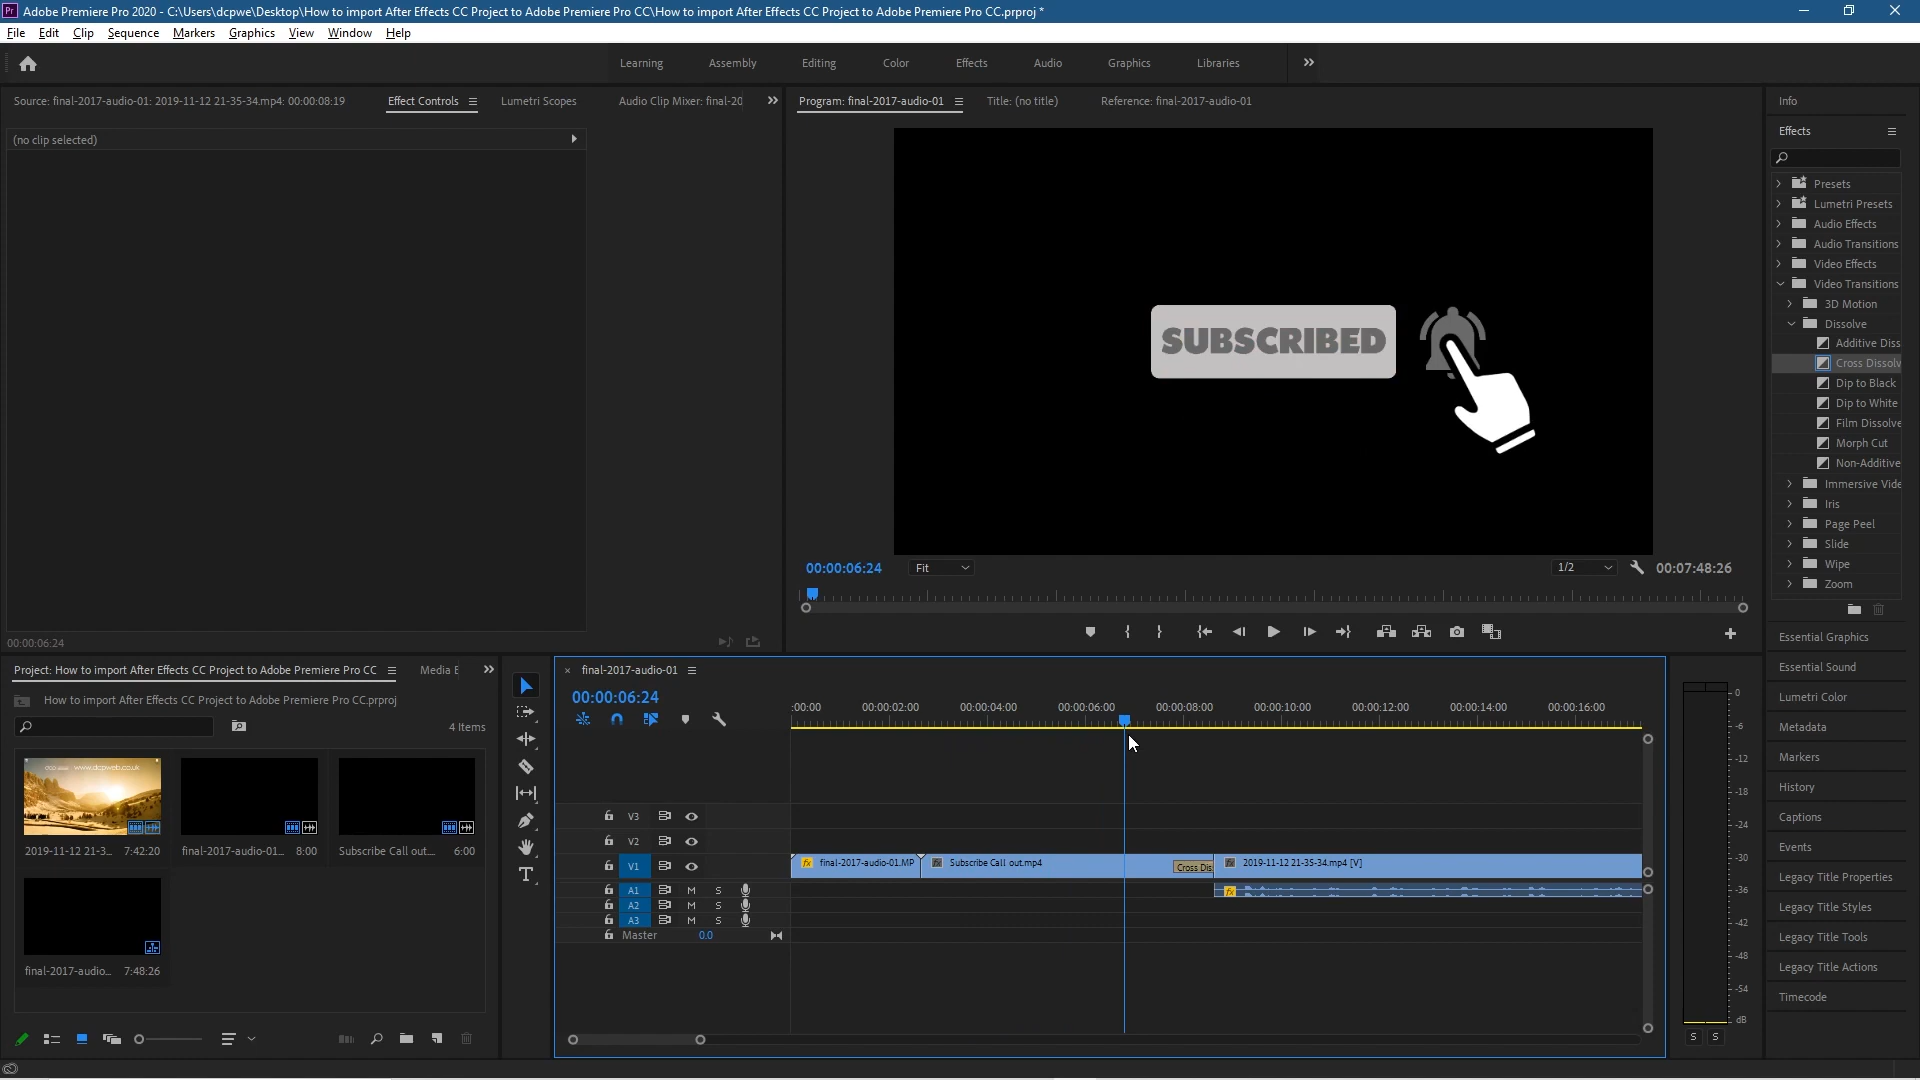 Adobe Premiere Pro 2020 - C:\Users\dcpwe\Desktop\How to import After Effects CC Project to Adobe Premiere Pro CC\How to import After Effects CC Project to Adobe Premiere Pro CC.prproj *
File Edit Clip Sequence Markers Graphics View Window Help
Learning Assembly Editing Color Effects Audio Graphics Libraries
Source: final-2017-audio-01: 2019-11-12 21-35-34.mp4: 00:00:08:19 Effect Controls Lumetri Scopes Audio Clip Mixer: final-20
Program: final-2017-audio-01 Title: (no title) Reference: final-2017-audio-01
Info
(no clip selected)
Effects
Presets
Lumetri Presets
Audio Effects
Audio Transitions
Video Effects
Video Transitions
3D Motion
Dissolve
Additive Diss
Cross Dissolv
Dip to Black
Dip to White
Film Dissolve
Morph Cut
Non-Additive
Immersive Vide
Iris
Page Peel
Slide
Wipe
Zoom
SUBSCRIBED
00:00:06:24 Fit 1/2 00:07:48:26
00:00:06:24
Essential Graphics
Essential Sound
Lumetri Color
Metadata
Markers
History
Captions
Events
Legacy Title Properties
Legacy Title Styles
Legacy Title Tools
Legacy Title Actions
Timecode
Project: How to import After Effects CC Project to Adobe Premiere Pro CC Media E
How to import After Effects CC Project to Adobe Premiere Pro CC.prproj
4 Items
www.dcpweb.co.uk
2019-11-12 21-3... 7:42:20
final-2017-audio-01... 8:00
Subscribe Call out.... 6:00
final-2017-audio... 7:48:26
final-2017-audio-01
00:00:06:24
:00:00 00:00:02:00 00:00:04:00 00:00:06:00 00:00:08:00 00:00:10:00 00:00:12:00 00:00:14:00 00:00:16:00
V3
V2
V1 fx final-2017-audio-01.MP Subscribe Call out.mp4 Cross Dis 2019-11-12 21-35-34.mp4 [V]
A1 M S fx
A2 M S
A3 M S
Master 0.0
0
-6
-12
-18
-24
-30
-36
-42
-48
-54
dB
S S